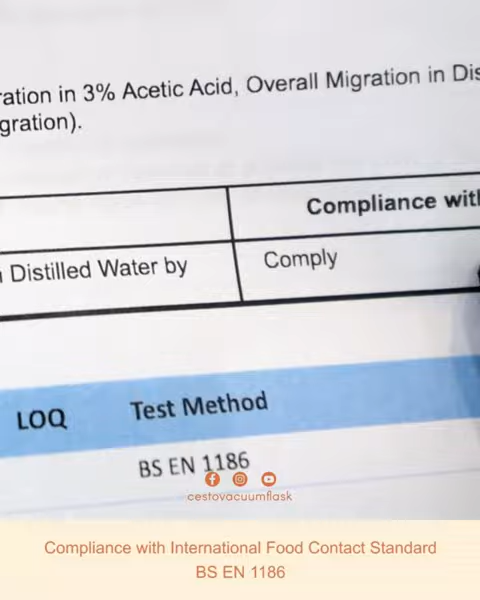 ration in 3% Acetic Acid, Overall Migration in Dis
gration).
Compliance with
Distilled Water by
Comply
LOQ
Test Method
BS EN 1186
cestovacuumflask
Compliance with International Food Contact Standard
BS EN 1186